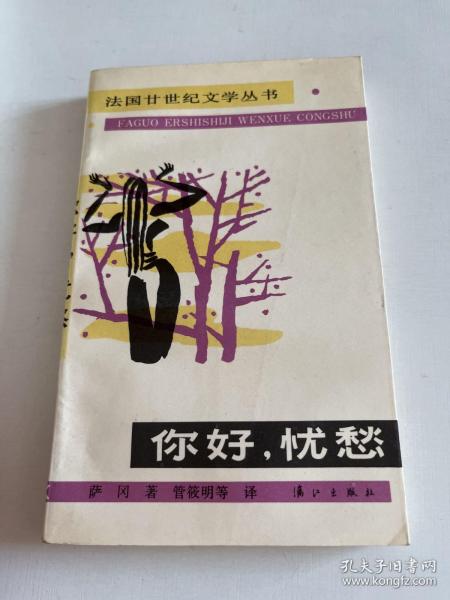 法国廿世纪文学丛书
FAGUO ERSHISHIJI WENXUE CONGSHU
你好，忧愁
萨 冈 著 管筱明等 译 漓江出版社
孔夫子旧书网
www.kongfz.com